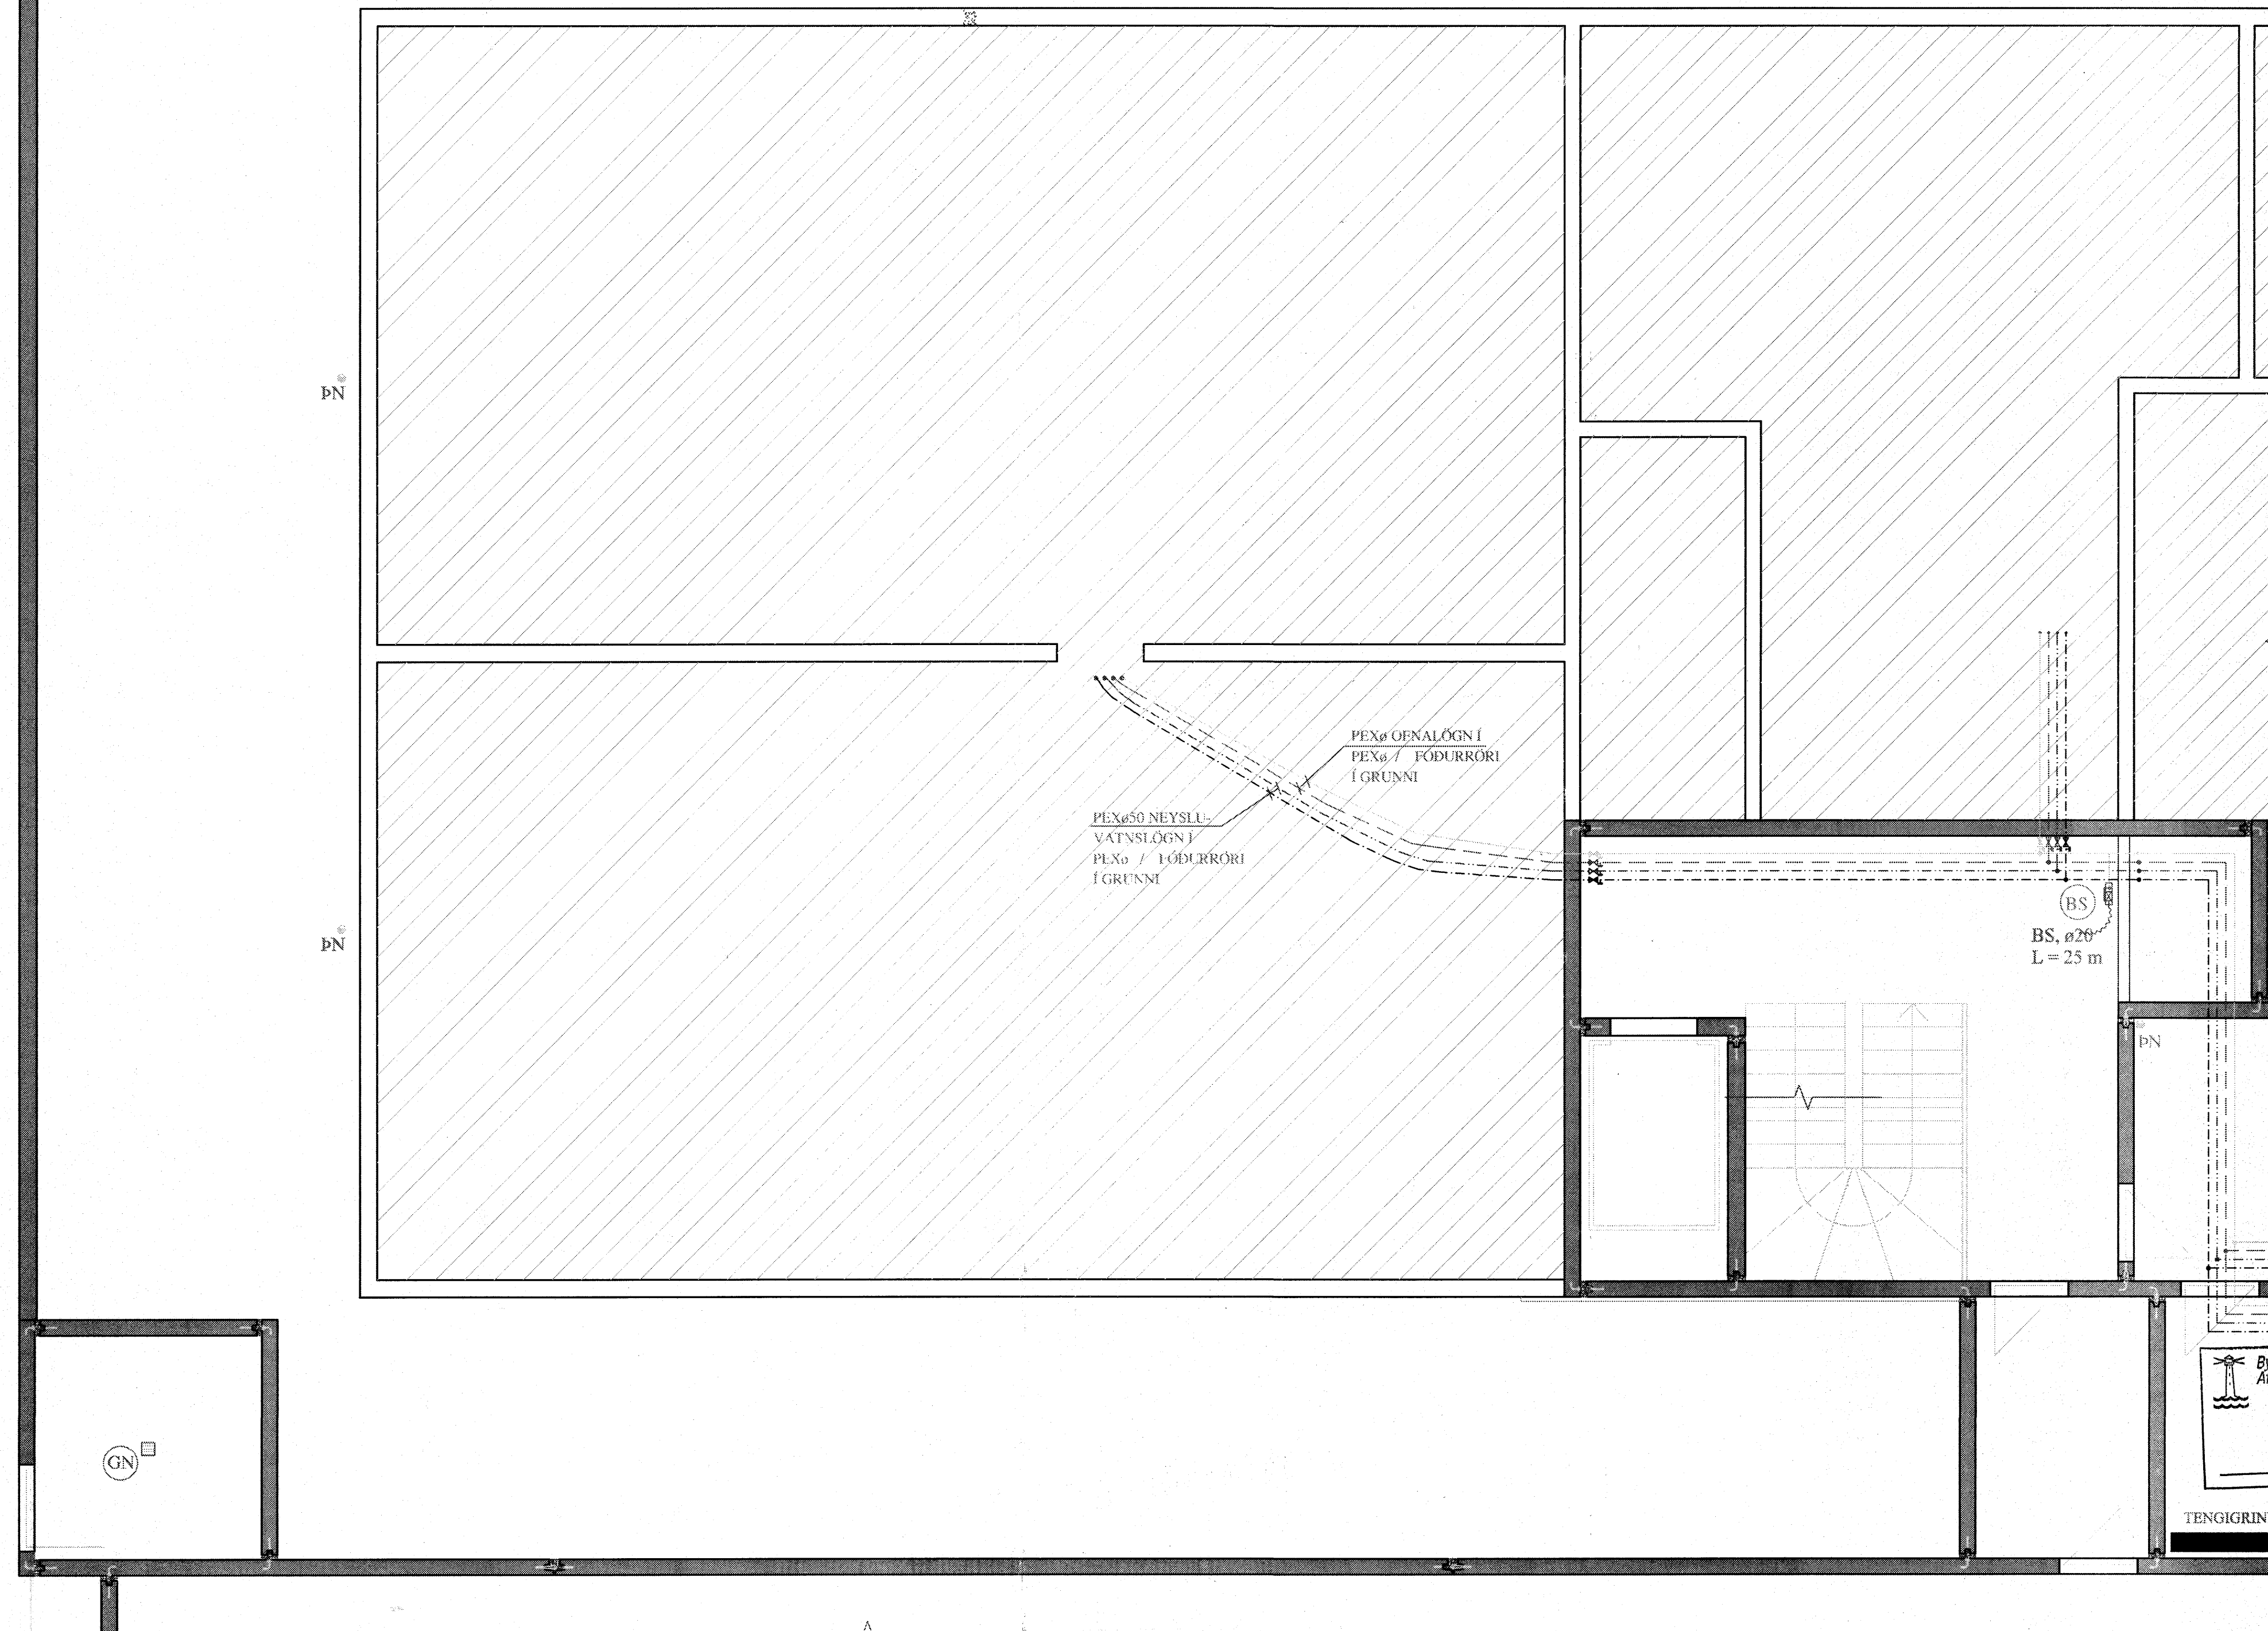 ÞN
PEXø OFNALÖGN Í
PEXø / FÓÐURRÖRI
Í GRUNNI
PEXø50 NEYSLU-
VATNSLÖGN Í
PEXø / FÓÐURRÖRI
Í GRUNNI
BS
BS, ø20
L = 25 m
ÞN
ÞN
GN
TENGIGRIN
A